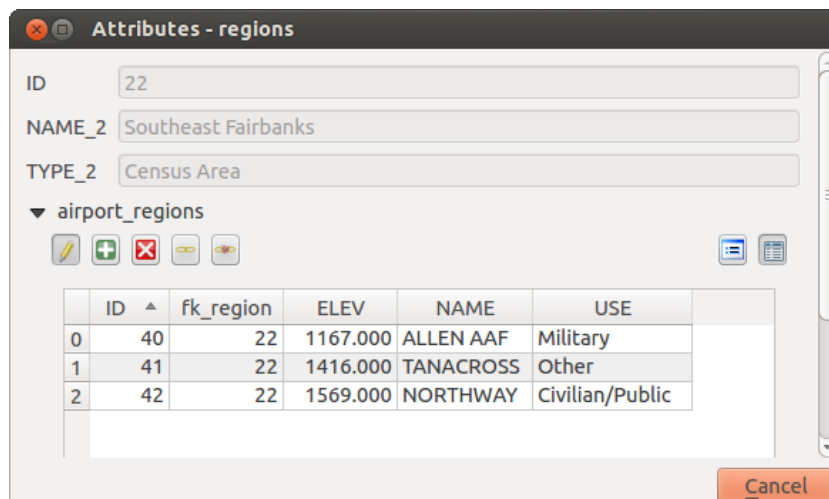 Attributes - regions
ID 22
NAME_2 Southeast Fairbanks
TYPE_2 Census Area
airport_regions
ID fk_region ELEV NAME USE
0 40 22 1167.000 ALLEN AAF Military
1 41 22 1416.000 TANACROSS Other
2 42 22 1569.000 NORTHWAY Civilian/Public
Cancel